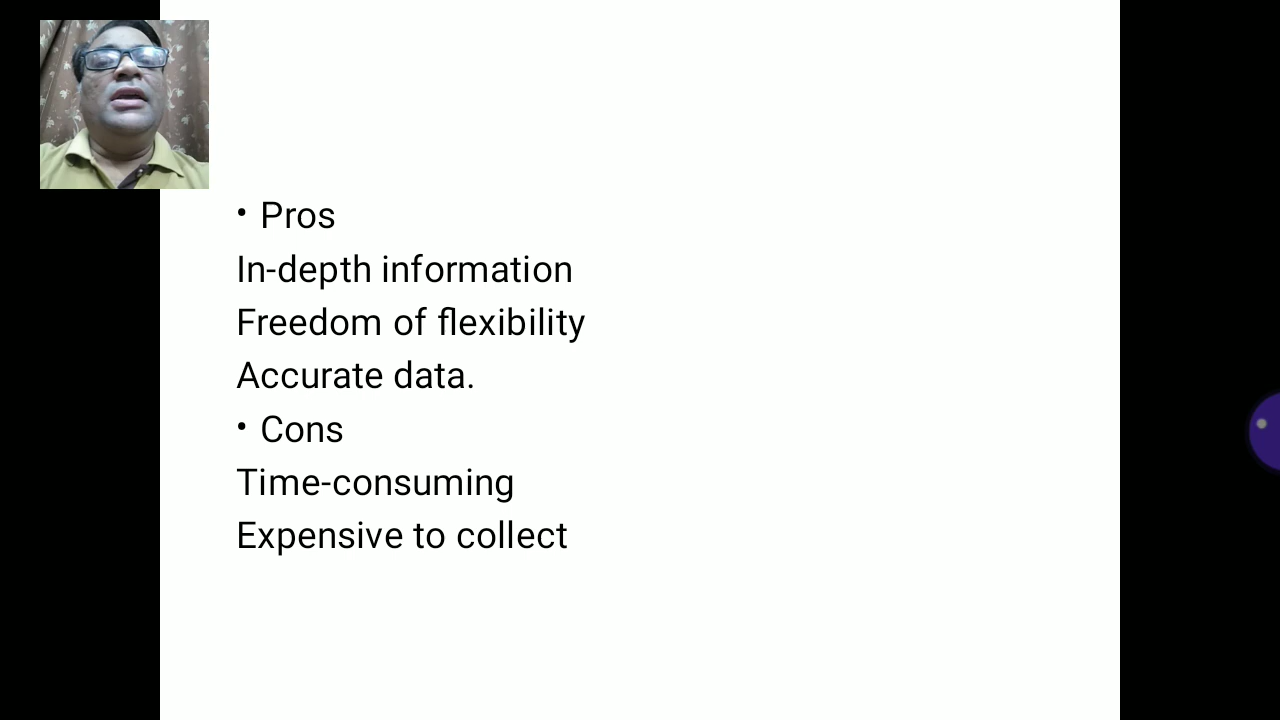 • Pros
In-depth information
Freedom of flexibility
Accurate data.
• Cons
Time-consuming
Expensive to collect